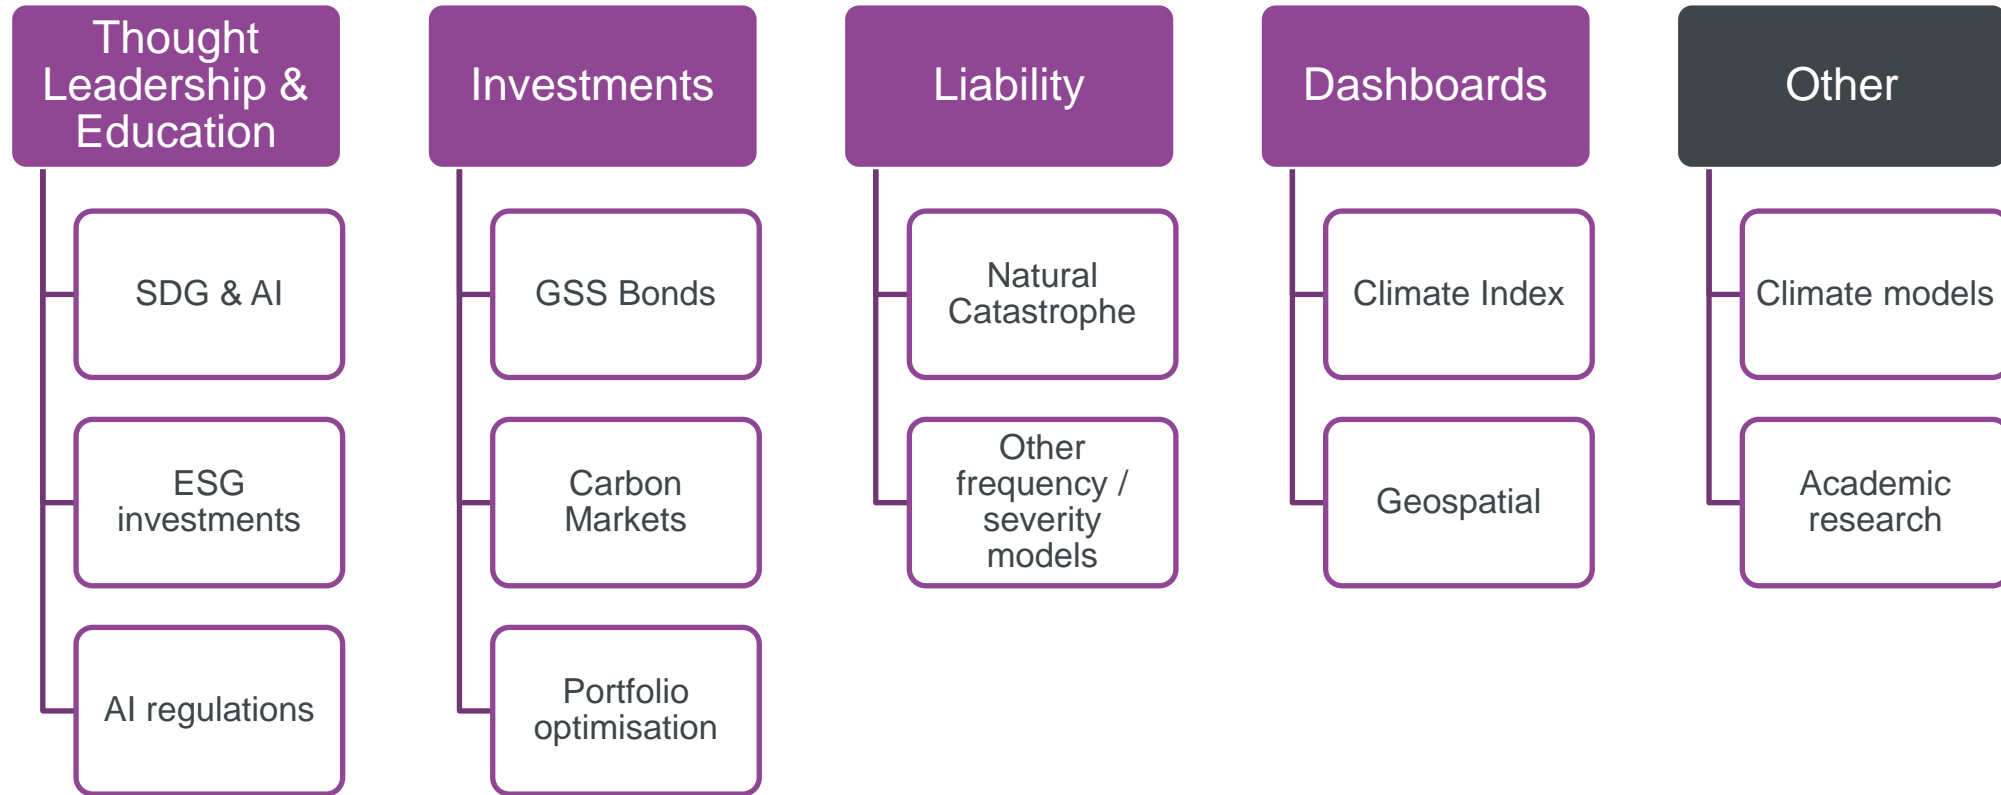 Thought
Leadership &
Education
SDG & AI
ESG
investments
AI regulations
Investments
GSS Bonds
Carbon
Markets
Portfolio
optimisation
Liability
Natural
Catastrophe
Other
frequency /
severity
models
Dashboards
Climate Index
Geospatial
Other
Climate models
Academic
research